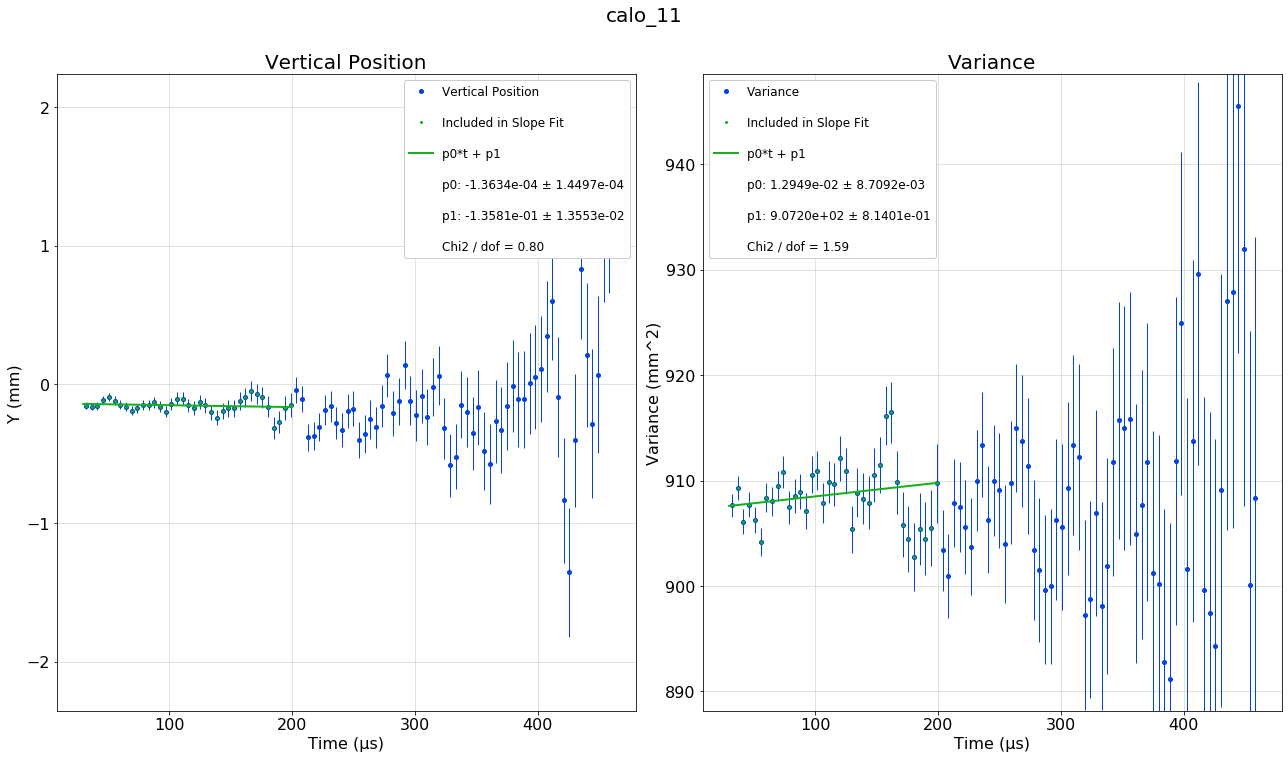 calo_11
Vertical Position
Y (mm)
2
1
0
−1
−2
Vertical Position
Included in Slope Fit
p0*t + p1
p0: -1.3634e-04 ± 1.4497e-04
p1: -1.3581e-01 ± 1.3553e-02
Chi2 / dof = 0.80
100
200
300
400
Time (μs)
Variance
Variance (mm^2)
940
930
920
910
900
890
Variance
Included in Slope Fit
p0*t + p1
p0: 1.2949e-02 ± 8.7092e-03
p1: 9.0720e+02 ± 8.1401e-01
Chi2 / dof = 1.59
100
200
300
400
Time (μs)